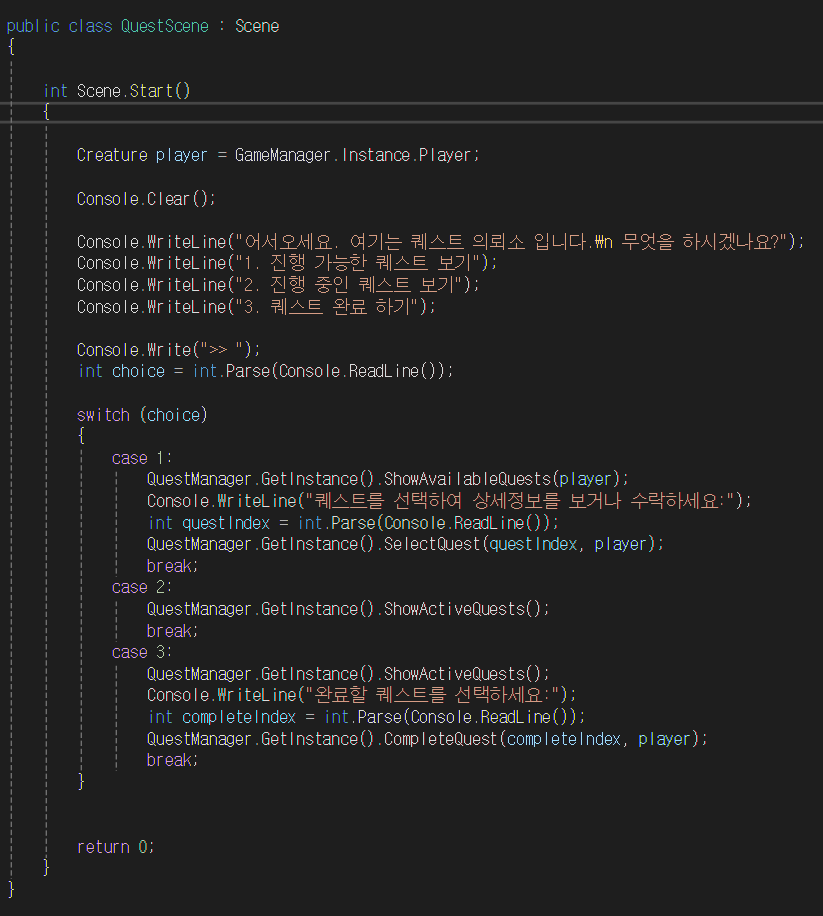 public class QuestScene : Scene
{
int Scene.Start()
{
Creature player = GameManager.Instance.Player;
Console.Clear();
Console.WriteLine("어서오세요. 여기는 퀘스트 의뢰소 입니다.₩n 무엇을 하시겠나요?");
Console.WriteLine("1. 진행 가능한 퀘스트 보기");
Console.WriteLine("2. 진행 중인 퀘스트 보기");
Console.WriteLine("3. 퀘스트 완료 하기");
Console.Write(">> ");
int choice = int.Parse(Console.ReadLine());
switch (choice)
{
case 1:
QuestManager.GetInstance().ShowAvailableQuests(player);
Console.WriteLine("퀘스트를 선택하여 상세정보를 보거나 수락하세요:");
int questIndex = int.Parse(Console.ReadLine());
QuestManager.GetInstance().SelectQuest(questIndex, player);
break;
case 2:
QuestManager.GetInstance().ShowActiveQuests();
break;
case 3:
QuestManager.GetInstance().ShowActiveQuests();
Console.WriteLine("완료할 퀘스트를 선택하세요:");
int completeIndex = int.Parse(Console.ReadLine());
QuestManager.GetInstance().CompleteQuest(completeIndex, player);
break;
}
return 0;
}
}